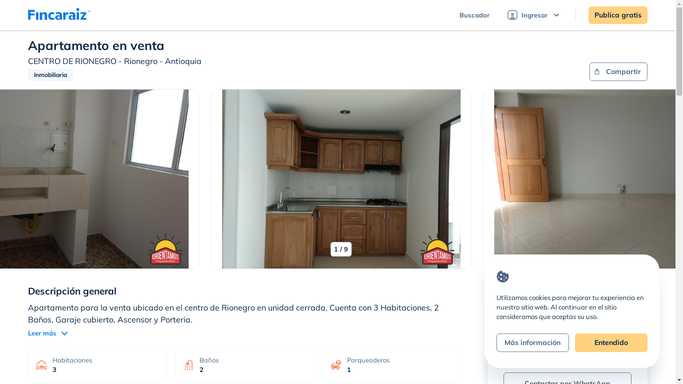 Fincaraiz
Buscador
Ingresar
Publica gratis
Apartamento en venta
CENTRO DE RIONEGRO - Rionegro - Antioquia
Inmobiliaria
Compartir
ORIENTAMOS
1 / 9
ORIENTAMOS
Descripción general
Apartamento para la venta ubicado en el centro de Rionegro en unidad cerrada. Cuenta con 3 Habitaciones, 2
Baños, Garaje cubierto, Ascensor y Porteria.
Leer más
Habitaciones
3
Baños
2
Parqueaderos
1
Utilizamos cookies para mejorar tu experiencia en
nuestro sitio web. Al continuar en el sitio
consideramos que aceptas su uso.
Más información
Entendido
Contactar por WhatsApp